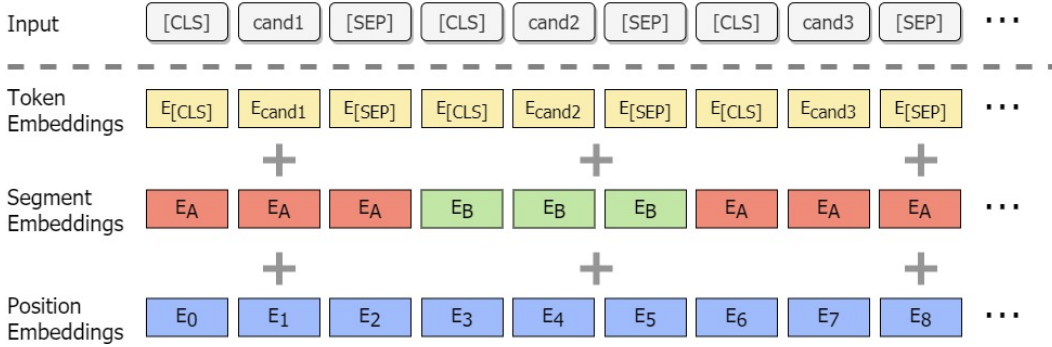 Input [CLS] cand1 [SEP] [CLS] cand2 [SEP] [CLS] cand3 [SEP] ...
Token
Embeddings E[CLS] Ecand1 E[SEP] E[CLS] Ecand2 E[SEP] E[CLS] Ecand3 E[SEP] ...
+ + +
Segment
Embeddings EA EA EA EB EB EB EA EA EA ...
+ + +
Position
Embeddings E0 E1 E2 E3 E4 E5 E6 E7 E8 ...